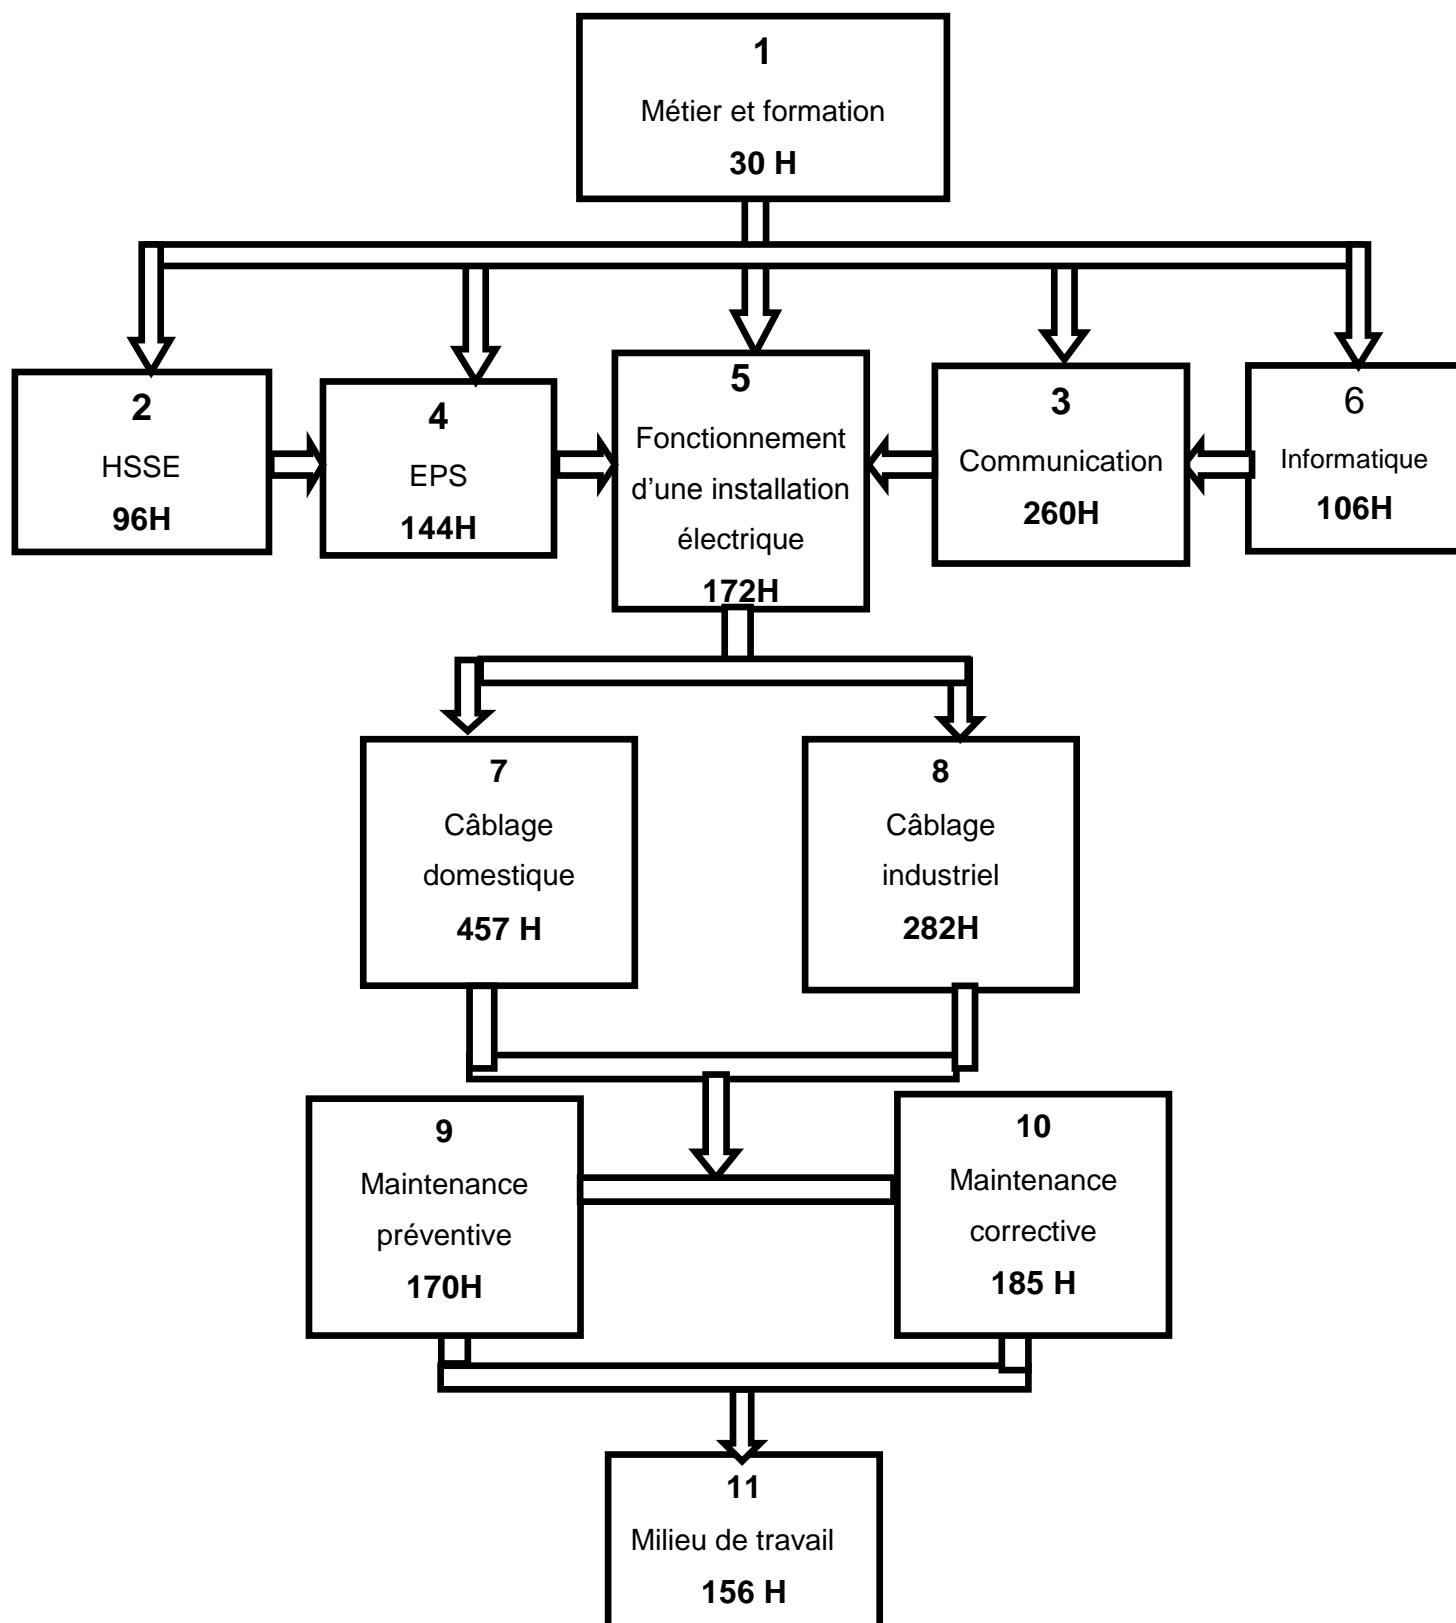 1
Métier et formation
30 H
2
HSSE
96H
4
EPS
144H
5
Fonctionnement
d’une installation
électrique
172H
3
Communication
260H
6
Informatique
106H
7
Câblage
domestique
457 H
8
Câblage
industriel
282H
9
Maintenance
préventive
170H
10
Maintenance
corrective
185 H
11
Milieu de travail
156 H